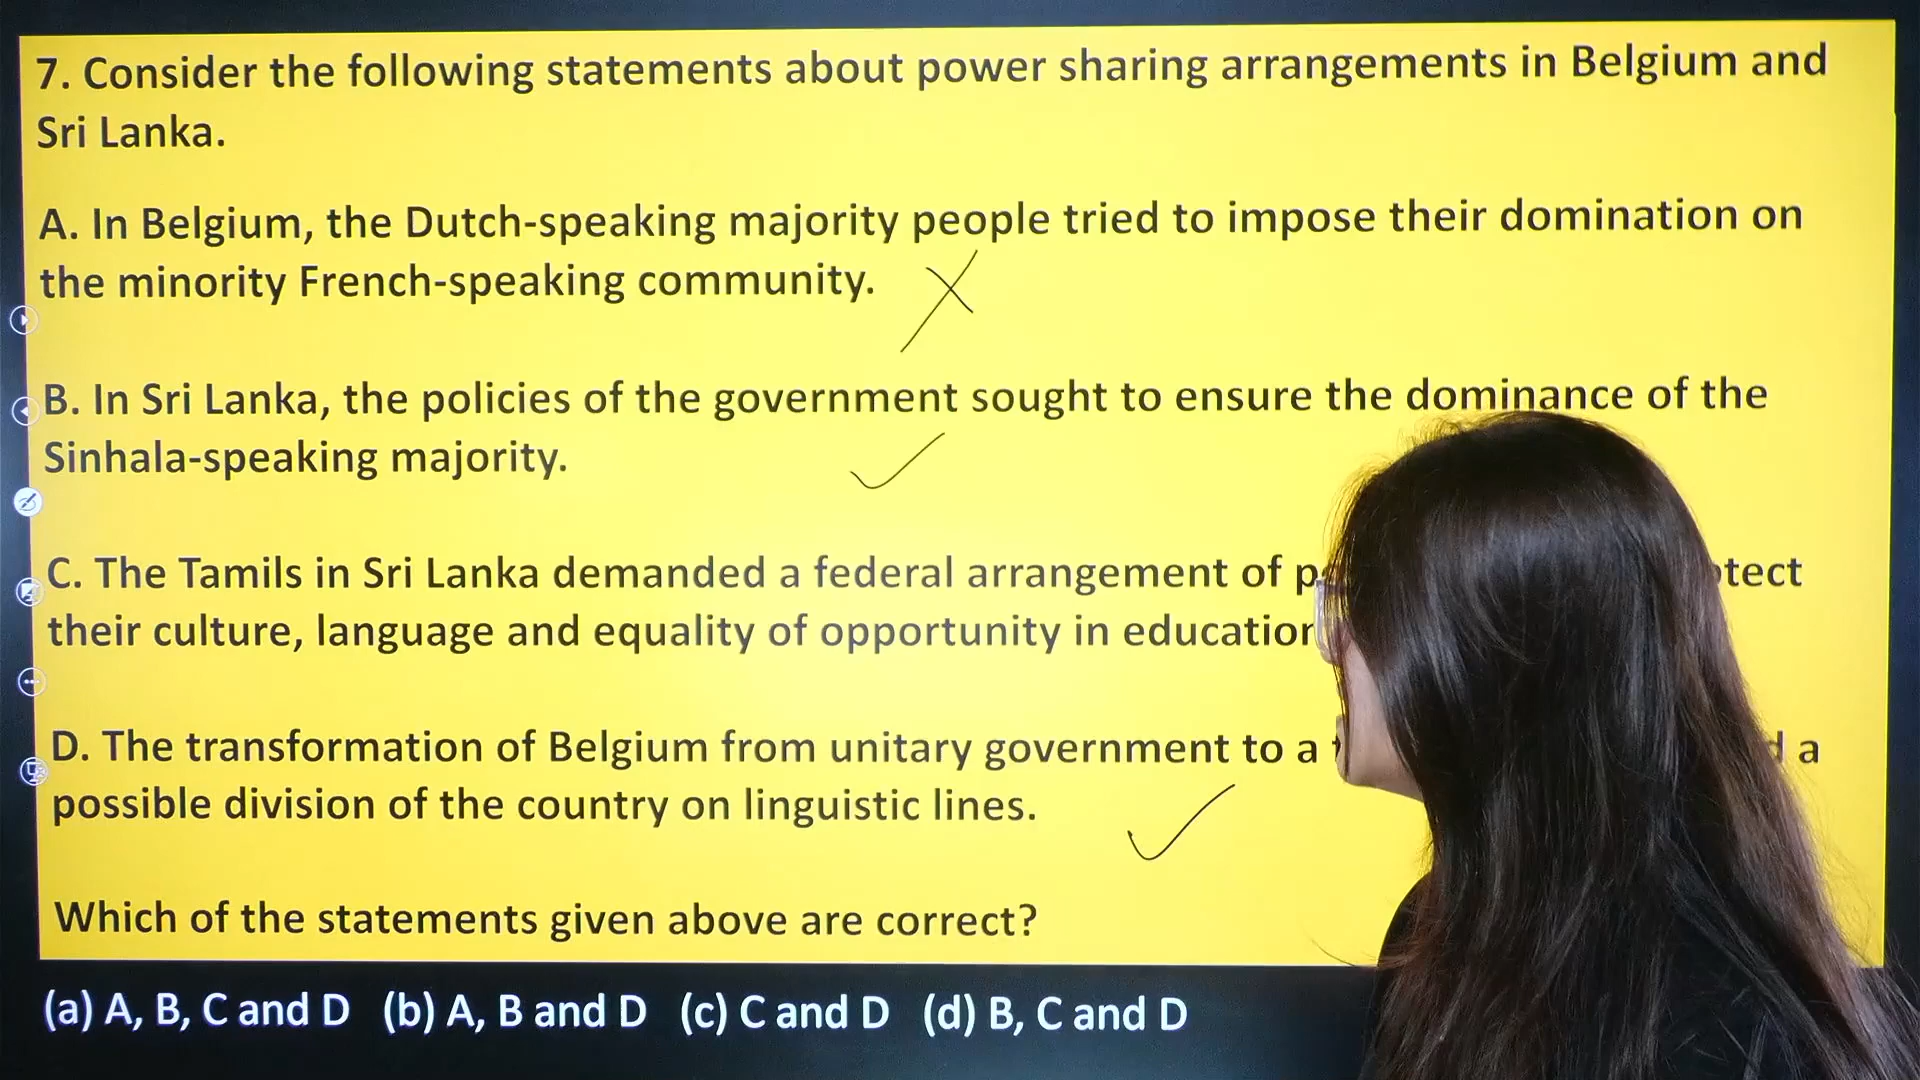 7. Consider the following statements about power sharing arrangements in Belgium and
Sri Lanka.
A. In Belgium, the Dutch-speaking majority people tried to impose their domination on
the minority French-speaking community.
B. In Sri Lanka, the policies of the government sought to ensure the dominance of the
Sinhala-speaking majority.
C. The Tamils in Sri Lanka demanded a federal arrangement of
their culture, language and equality of opportunity in
D. The transformation of Belgium from unitary government to a a
possible division of the country on linguistic lines.
Which of the statements given above are correct?
(a) A, B, C and D (b) A, B and D (c) C and D (d) B, C and D